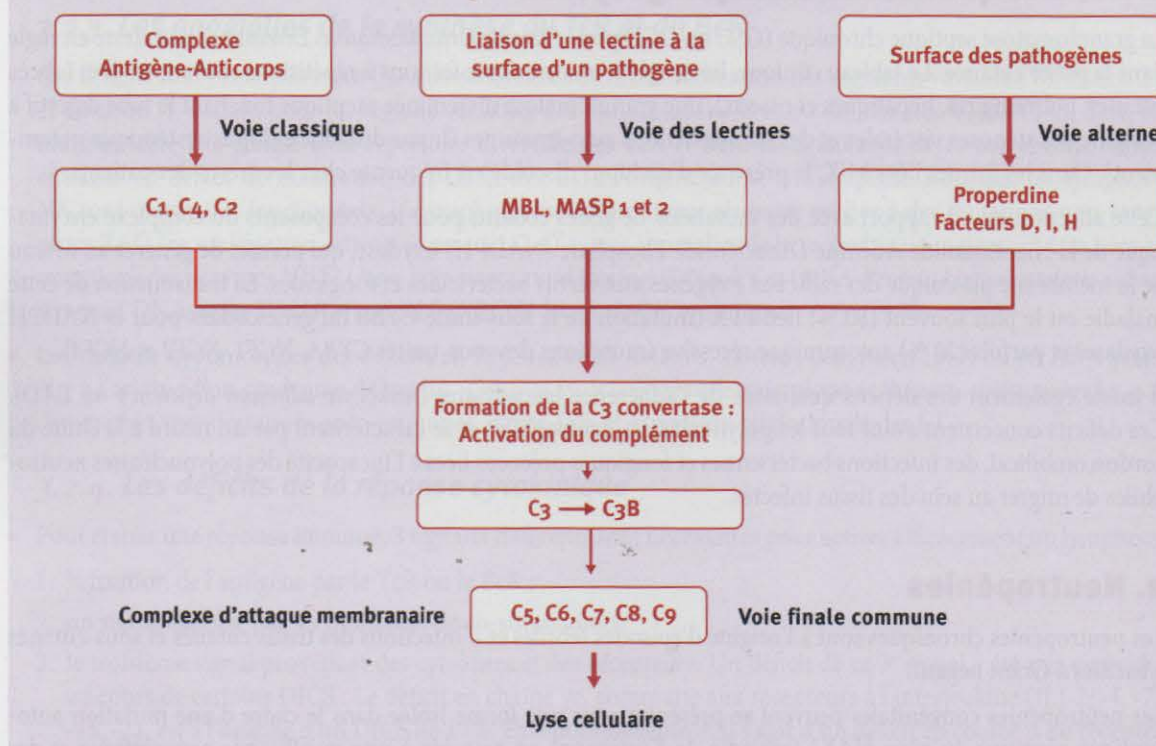 Complexe
Antigène-Anticorps
Liaison d'une lectine à la
surface d'un pathogène
Surface des pathogènes
Voie classique
Voie des lectines
Voie alterne
C1, C4, C2
MBL, MASP 1 et 2
Properdine
Facteurs D, I, H
Formation de la C3 convertase :
Activation du complément
C3 → C3B
Complexe d'attaque membranaire
C5, C6, C7, C8, C9
Voie finale commune
Lyse cellulaire